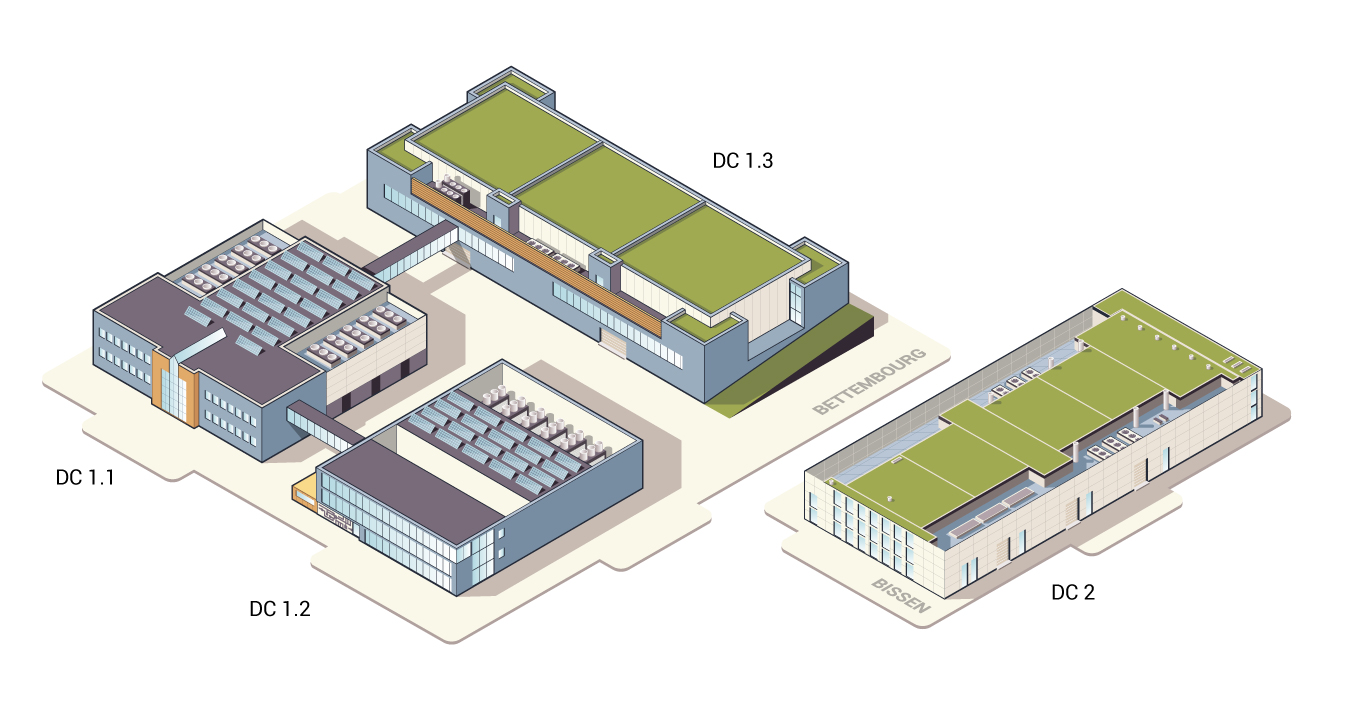 DC 1.3
BETTEMBOURG
DC 1.1
DC 2
BISSEN
DC 1.2